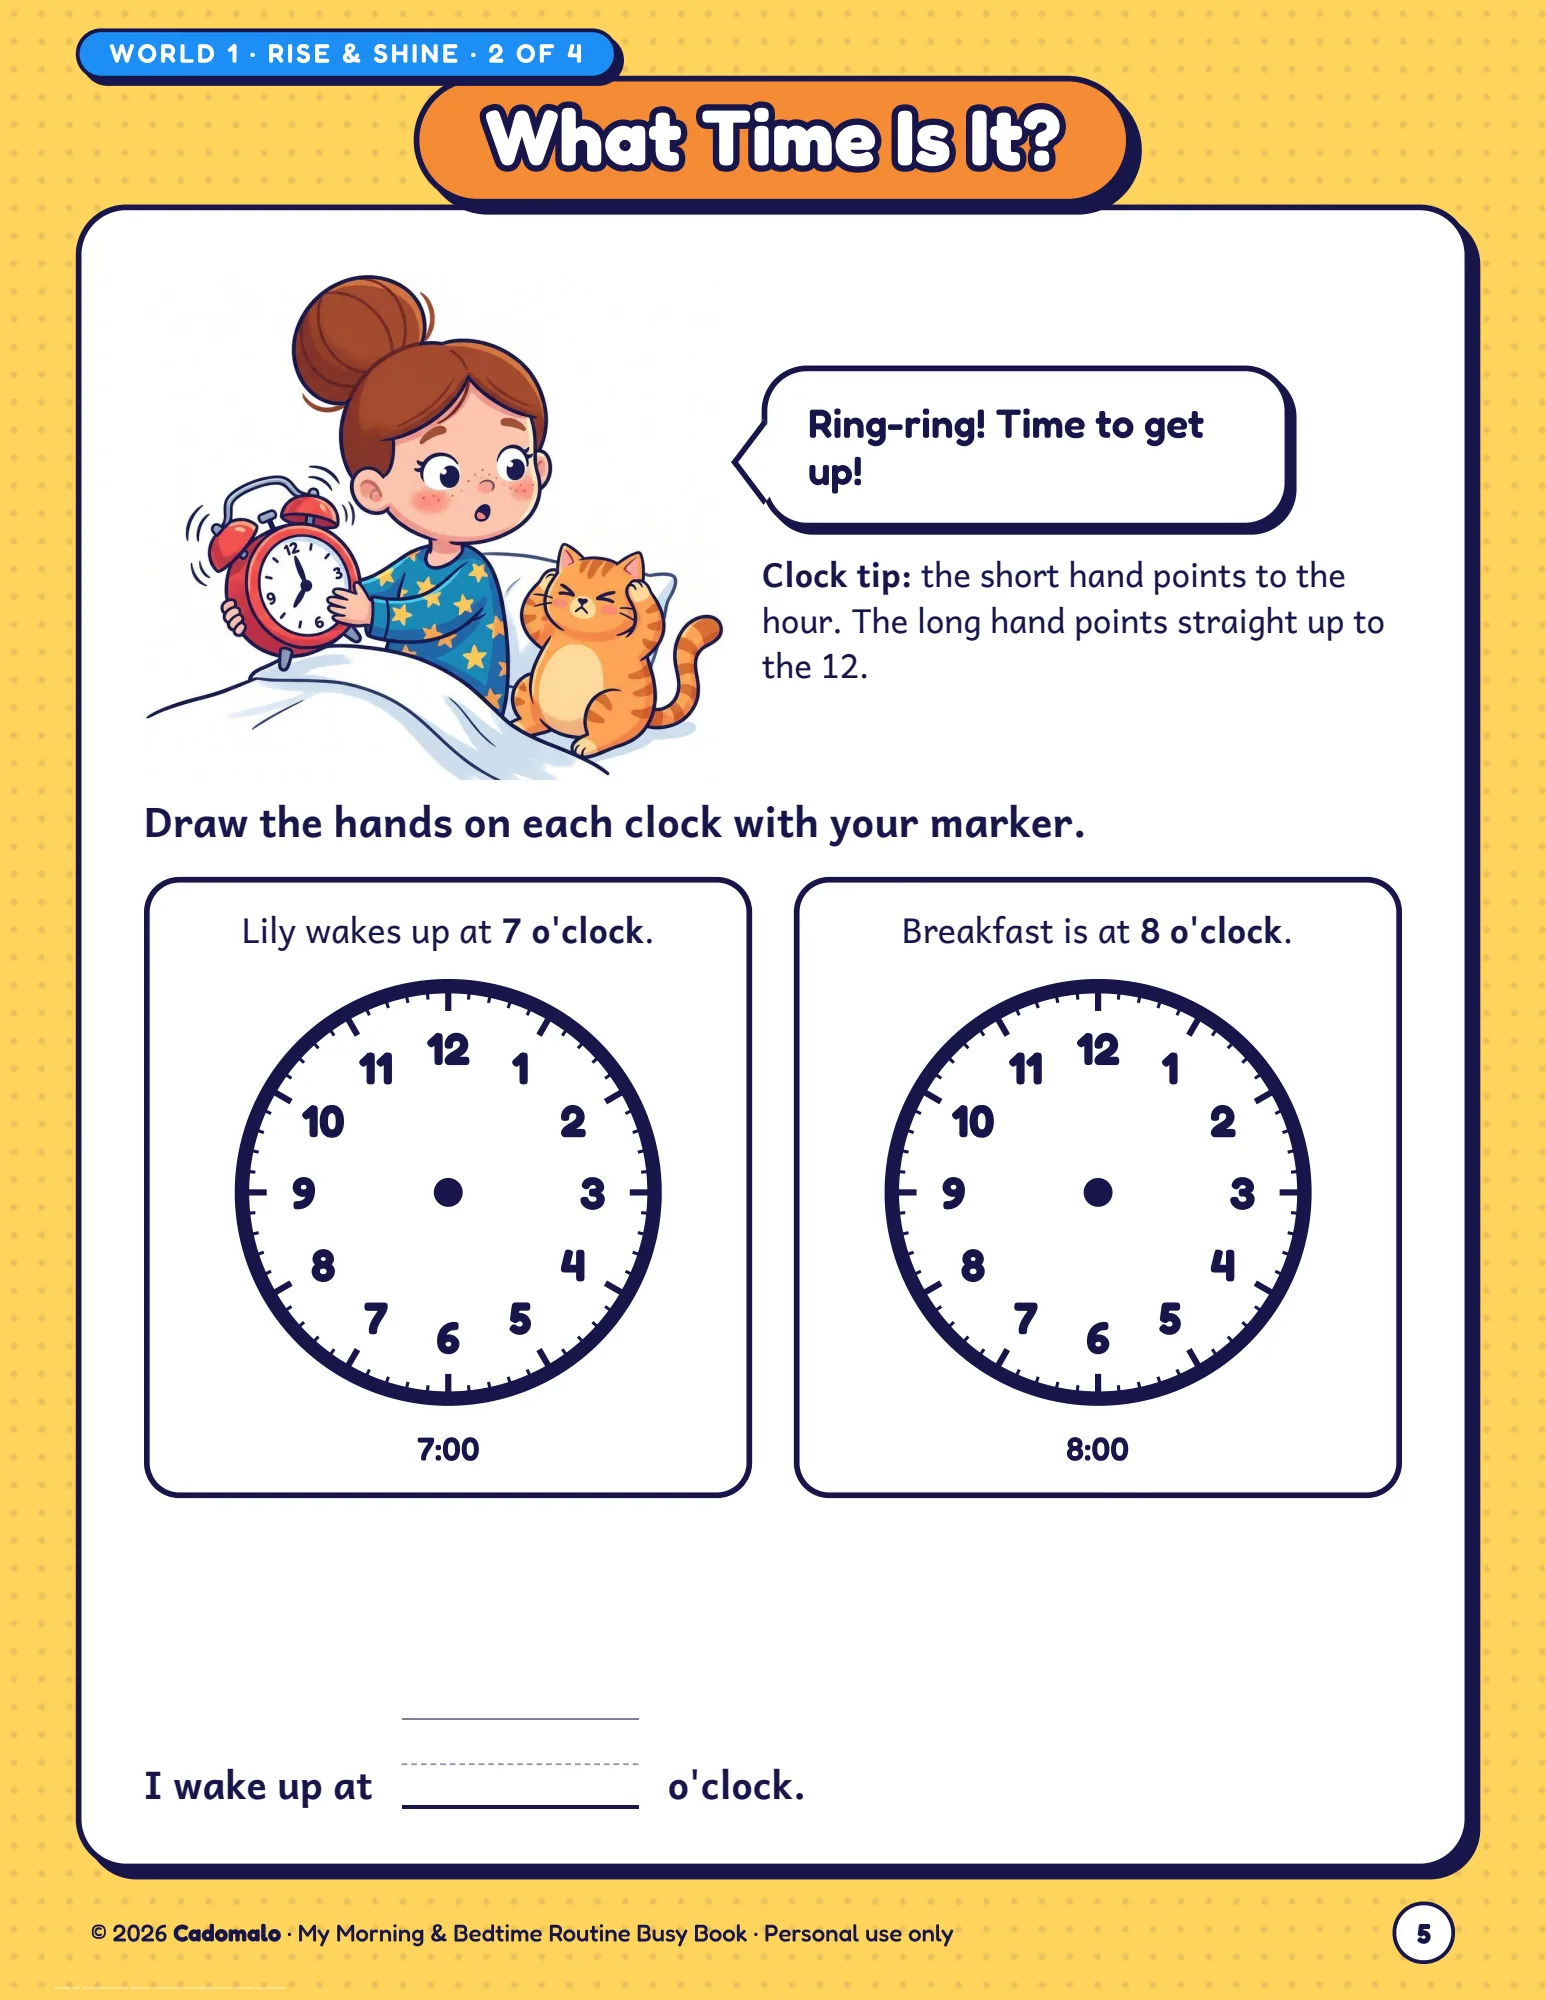 WORLD 1 · RISE & SHINE · 2 OF 4
What Time Is It?
Ring-ring! Time to get
up!
Clock tip: the short hand points to the
hour. The long hand points straight up to
the 12.
12
3
6
9
Draw the hands on each clock with your marker.
Lily wakes up at 7 o'clock.
12
1
2
3
4
5
6
7
8
9
10
11
7:00
Breakfast is at 8 o'clock.
12
1
2
3
4
5
6
7
8
9
10
11
8:00
I wake up at
o'clock.
© 2026 Cadomalo · My Morning & Bedtime Routine Busy Book · Personal use only
5